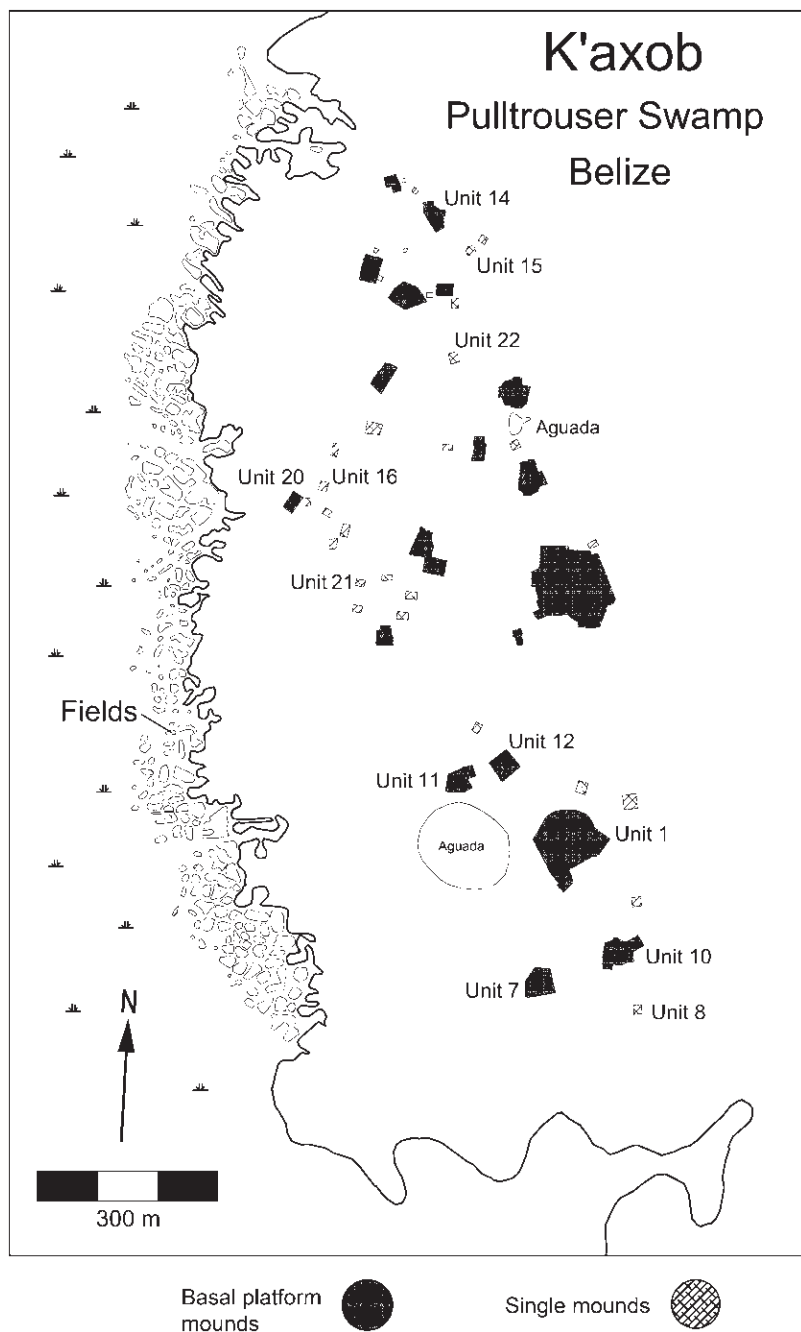 K'axob
Pulltrouser Swamp
Belize
Unit 14
Unit 15
Unit 22
Aguada
Unit 20
Unit 16
Unit 21
Fields
Unit 12
Unit 11
Aguada
Unit 1
Unit 10
Unit 7
Unit 8
N
300 m
Basal platform
mounds
Single mounds